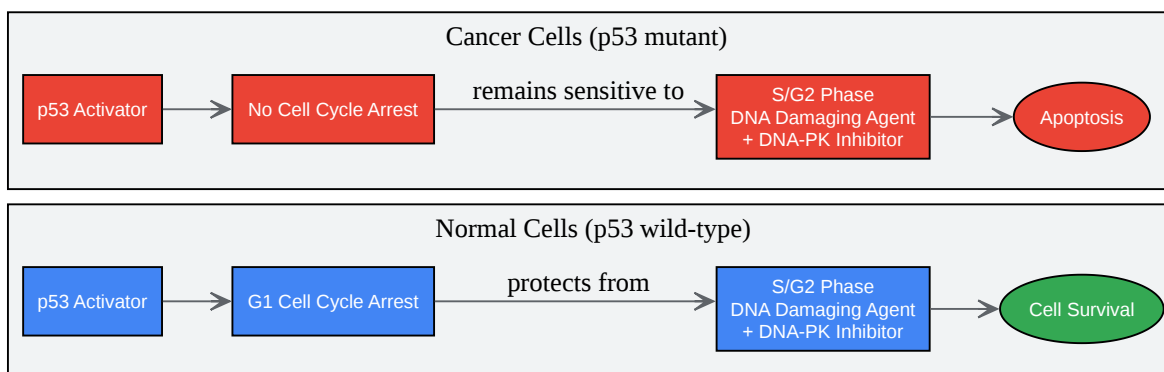 Cancer Cells (p53 mutant)
p53 Activator
No Cell Cycle Arrest
remains sensitive to
S/G2 Phase
DNA Damaging Agent
+ DNA-PK Inhibitor
Apoptosis
Normal Cells (p53 wild-type)
p53 Activator
G1 Cell Cycle Arrest
protects from
S/G2 Phase
DNA Damaging Agent
+ DNA-PK Inhibitor
Cell Survival